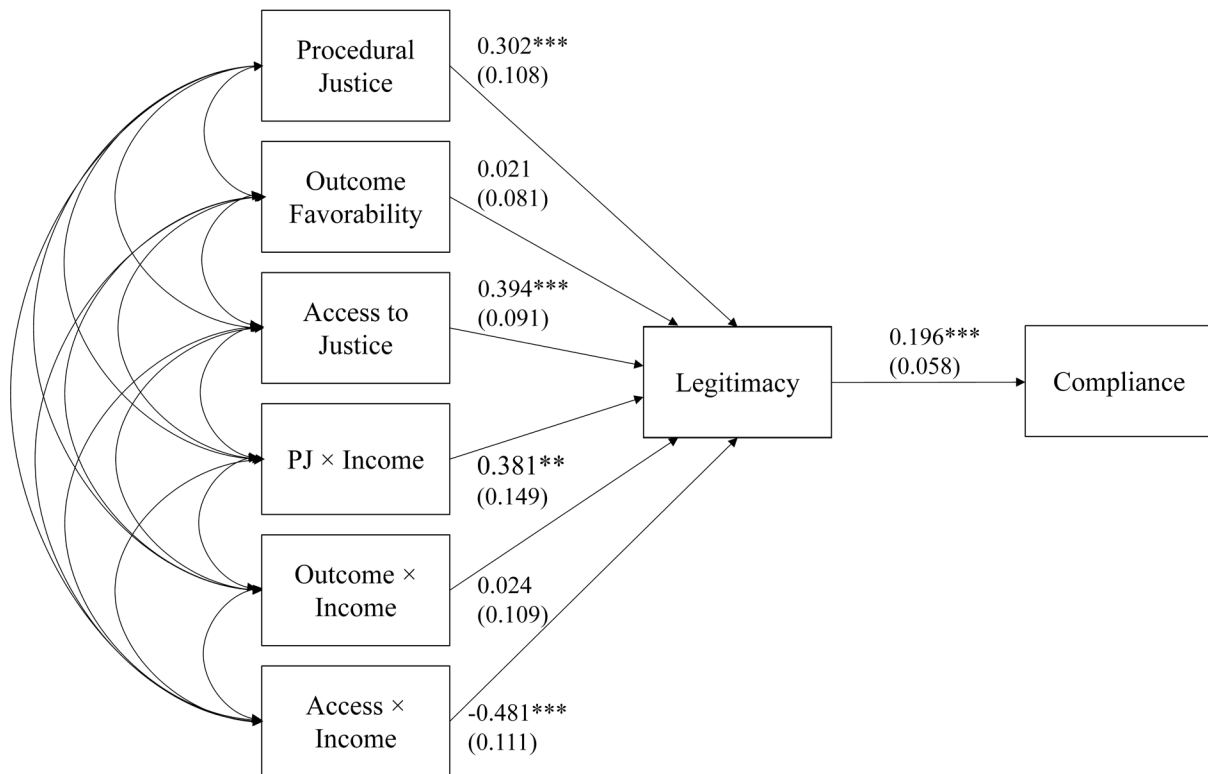 Procedural
Justice
0.302***
(0.108)
Outcome
Favorability
0.021
(0.081)
Access to
Justice
0.394***
(0.091)
Legitimacy
0.196***
(0.058)
Compliance
PJ × Income
0.381**
(0.149)
Outcome ×
Income
0.024
(0.109)
Access ×
Income
-0.481***
(0.111)